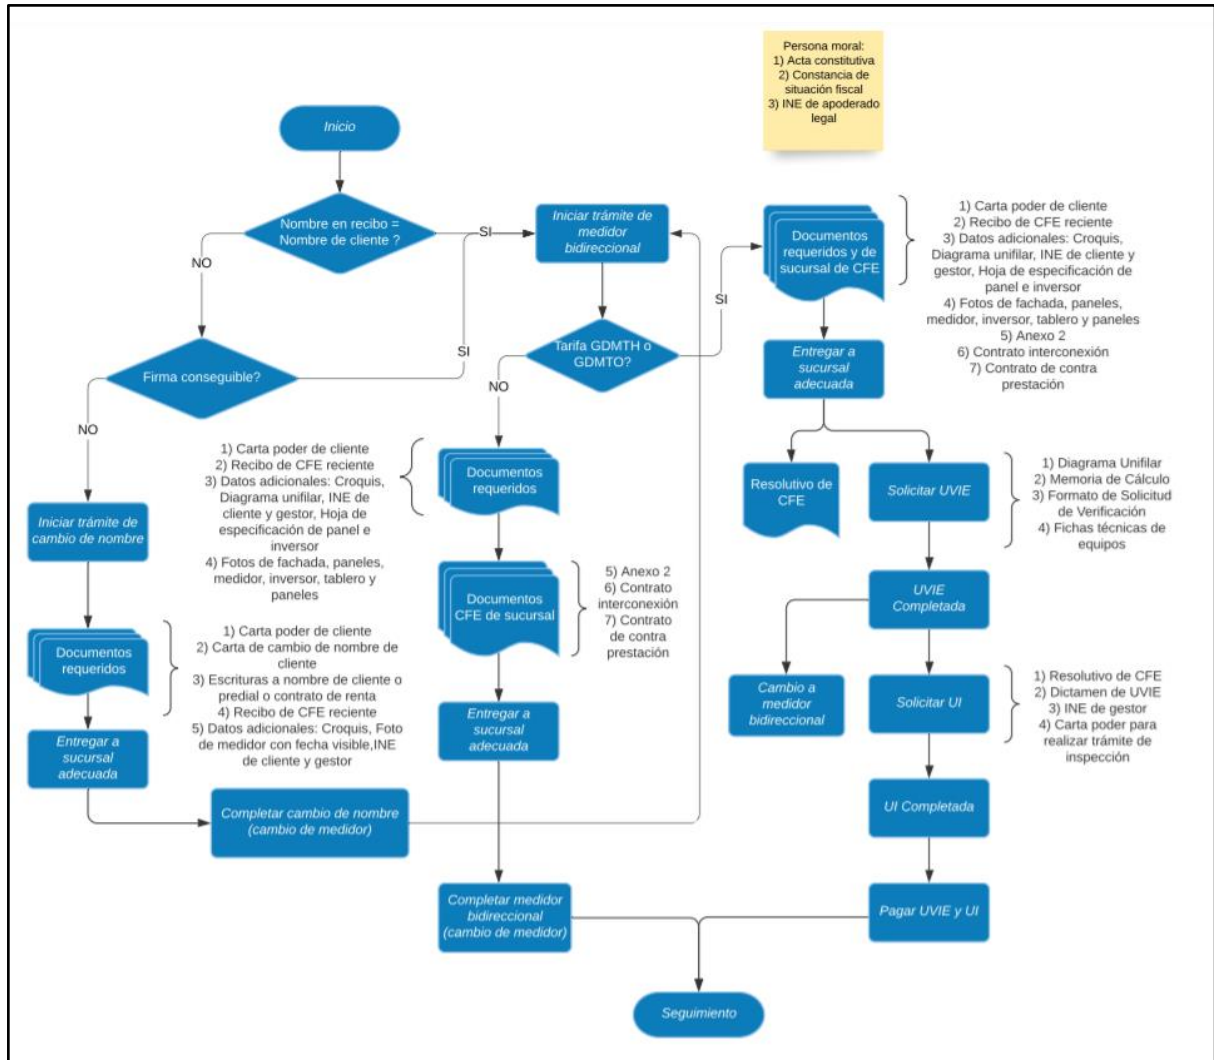 Persona moral:
1) Acta constitutiva
2) Constancia de
situación fiscal
3) INE de apoderado
legal
Inicio
Nombre en recibo =
Nombre de cliente ?
SI
NO
Iniciar trámite de
medidor
bidireccional
Documentos
requeridos y de
sucursal de CFE
1) Carta poder de cliente
2) Recibo de CFE reciente
3) Datos adicionales: Croquis,
Diagrama unifilar, INE de cliente y
gestor, Hoja de especificación de
panel e inversor
4) Fotos de fachada, paneles,
medidor, inversor, tablero y paneles
5) Anexo 2
6) Contrato interconexión
7) Contrato de contra
prestación
SI
Firma conseguible?
SI
NO
Tarifa GDMTH o
GDMTO?
NO
Entregar a
sucursal
adecuada
1) Carta poder de cliente
2) Recibo de CFE reciente
3) Datos adicionales: Croquis,
Diagrama unifilar, INE de
cliente y gestor, Hoja de
especificación de panel e
inversor
4) Fotos de fachada, paneles,
medidor, inversor, tablero y
paneles
Documentos
requeridos
Resolutivo de
CFE
Solicitar UVIE
1) Diagrama Unifilar
2) Memoria de Cálculo
3) Formato de Solicitud
de Verificación
4) Fichas técnicas de
equipos
Iniciar trámite de
cambio de nombre
Documentos
CFE de sucursal
5) Anexo 2
6) Contrato
interconexión
7) Contrato
de contra
prestación
UVIE
Completada
Documentos
requeridos
1) Carta poder de cliente
2) Carta de cambio de nombre de
cliente
3) Escrituras a nombre de cliente o
predial o contrato de renta
4) Recibo de CFE reciente
5) Datos adicionales: Croquis, Foto
de medidor con fecha visible,INE
de cliente y gestor
Cambio a
medidor
bidireccional
Solicitar UI
1) Resolutivo de CFE
2) Dictamen de UVIE
3) INE de gestor
4) Carta poder para
realizar trámite de
inspección
Entregar a
sucursal
adecuada
Entregar a
sucursal
adecuada
Completar cambio de nombre
(cambio de medidor)
UI Completada
Completar medidor
bidireccional
(cambio de medidor)
Pagar UVIE y UI
Seguimiento